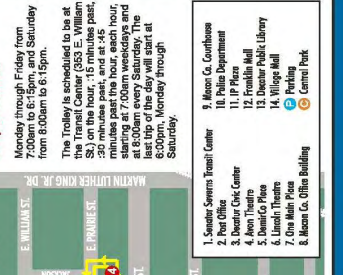 Monday through Friday from
7:00am to 6:15pm, and Saturday
from 8:00am to 6:15pm.
The Trolley is scheduled to be at
the Transit Center (353 E. William
St.) on the hour, :15 minutes past,
:30 minutes past, and at :45
minutes past the hour, each hour,
starting at 7:00am weekdays and
at 8:00am every Saturday. The
last trip of the day will start at
6:00pm, Monday through
Saturday.
MARTIN LUTHER KING JR. DR.
E. WILLIAM ST.
E. PRAIRIE ST.
JACKSON
ST.
ST.
1. Senator Severns Transit Center
2. Post Office
3. Decatur Civic Center
4. Avon Theatre
5. DemirCo Place
6. Lincoln Theatre
7. One Main Place
8. Macon Co. Office Building
9. Macon Co. Courthouse
10. Police Department
11. IP Plaza
12. Franklin Mall
13. Decatur Public Library
14. Village Mall
P Parking
C Central Park